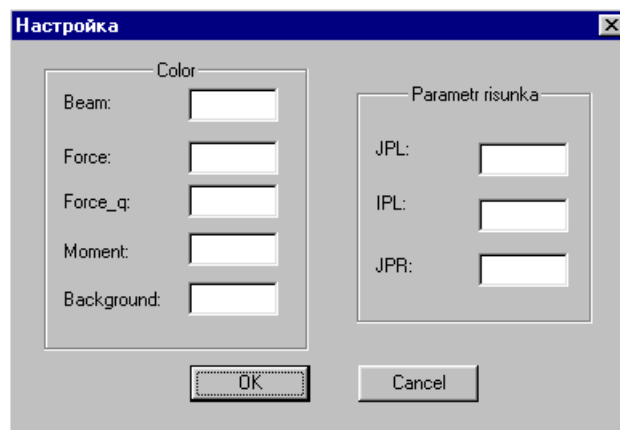 Настройка
Color
Beam:
Force:
Force_q:
Moment:
Background:
Parametr risunka
JPL:
IPL:
JPR:
OK
Cancel